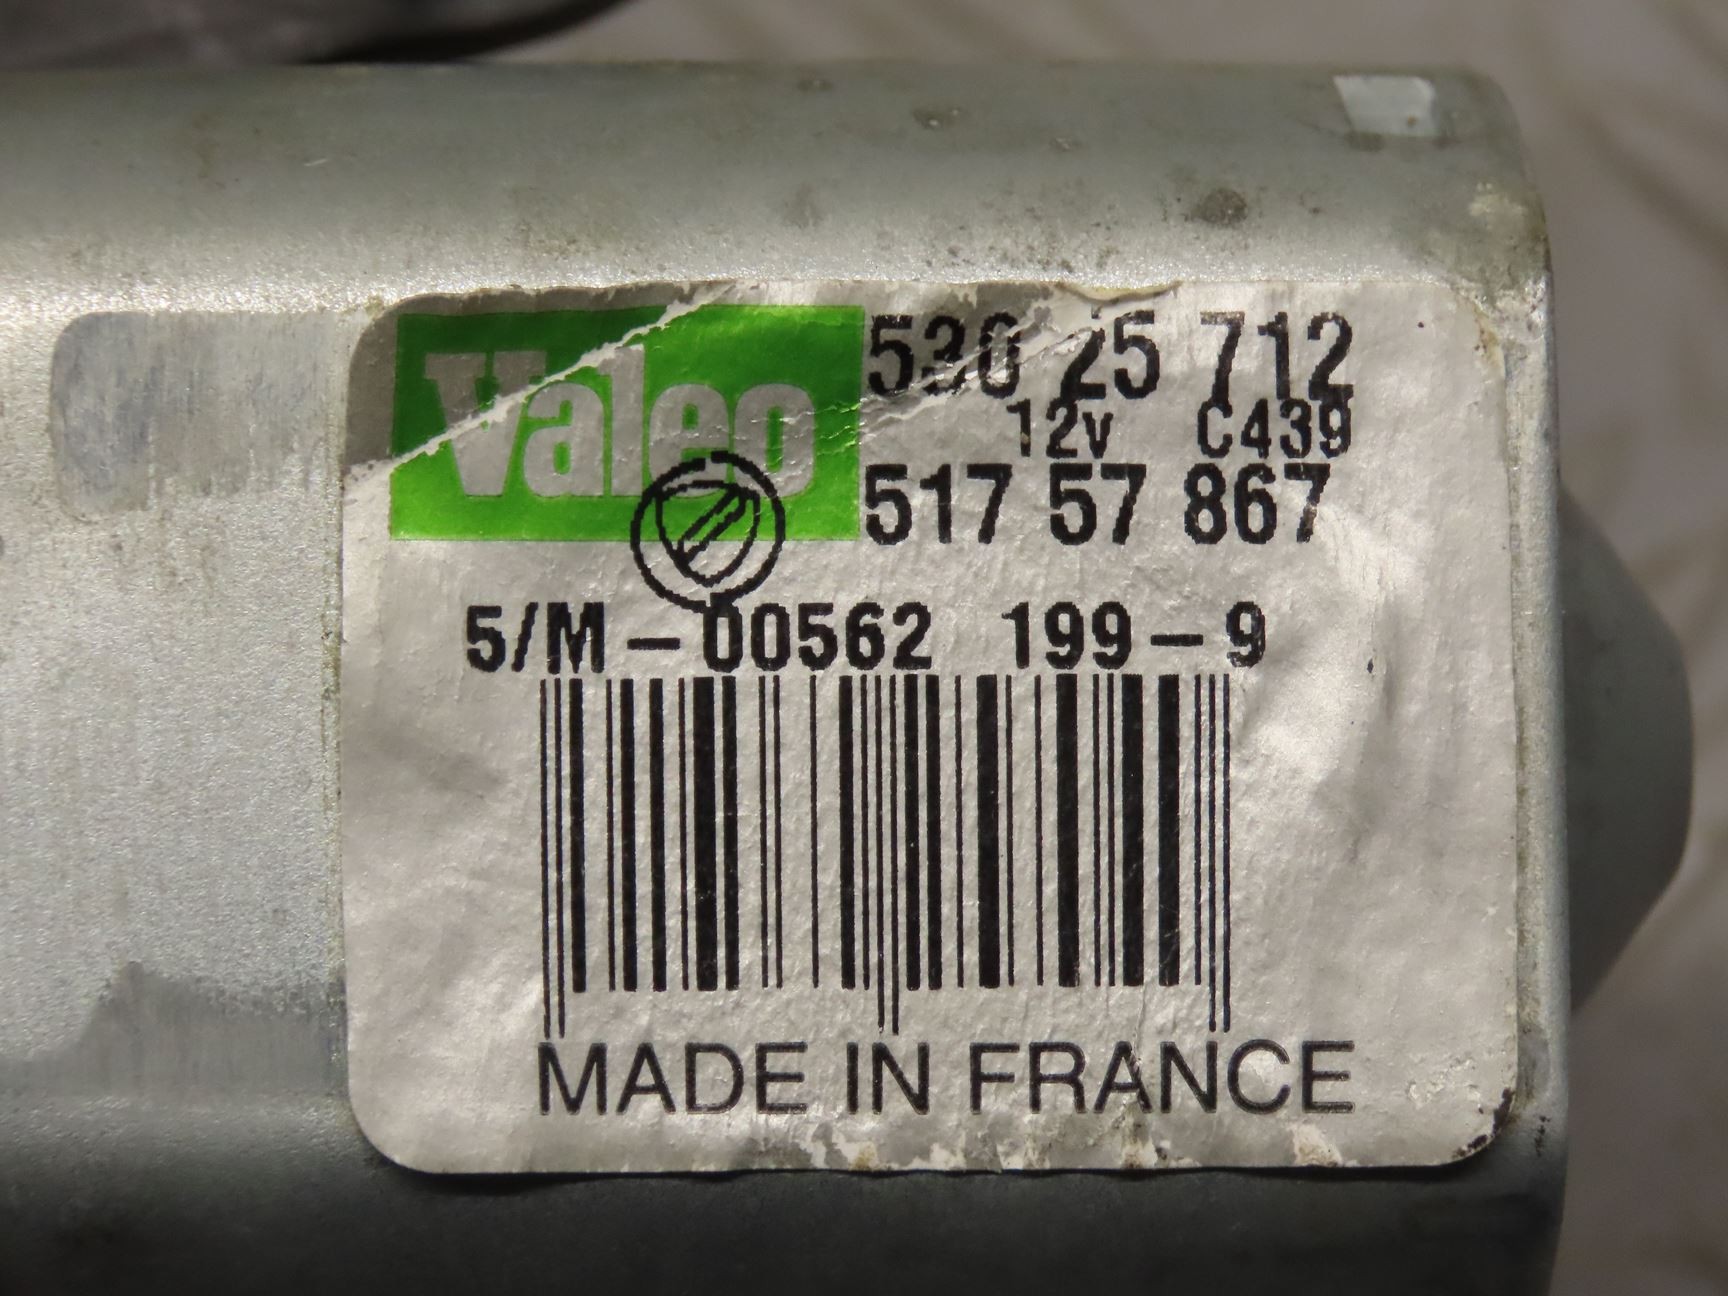 Valeo
530 25 712
12v C439
517 57 867
5/M-00562 199-9
MADE IN FRANCE